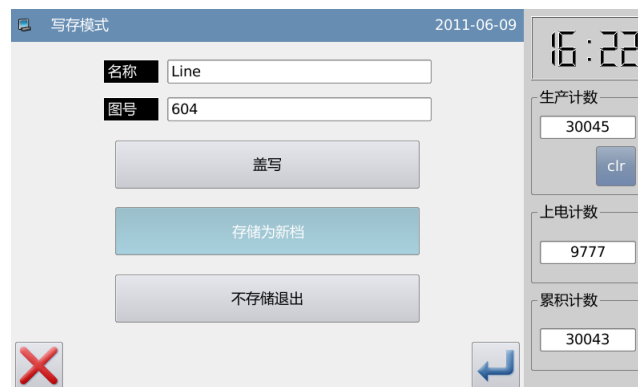 写存模式 2011-06-09
16:22
名称 Line
图号 604
盖写
存储为新档
不存储退出
生产计数
30045
clr
上电计数
9777
累积计数
30043